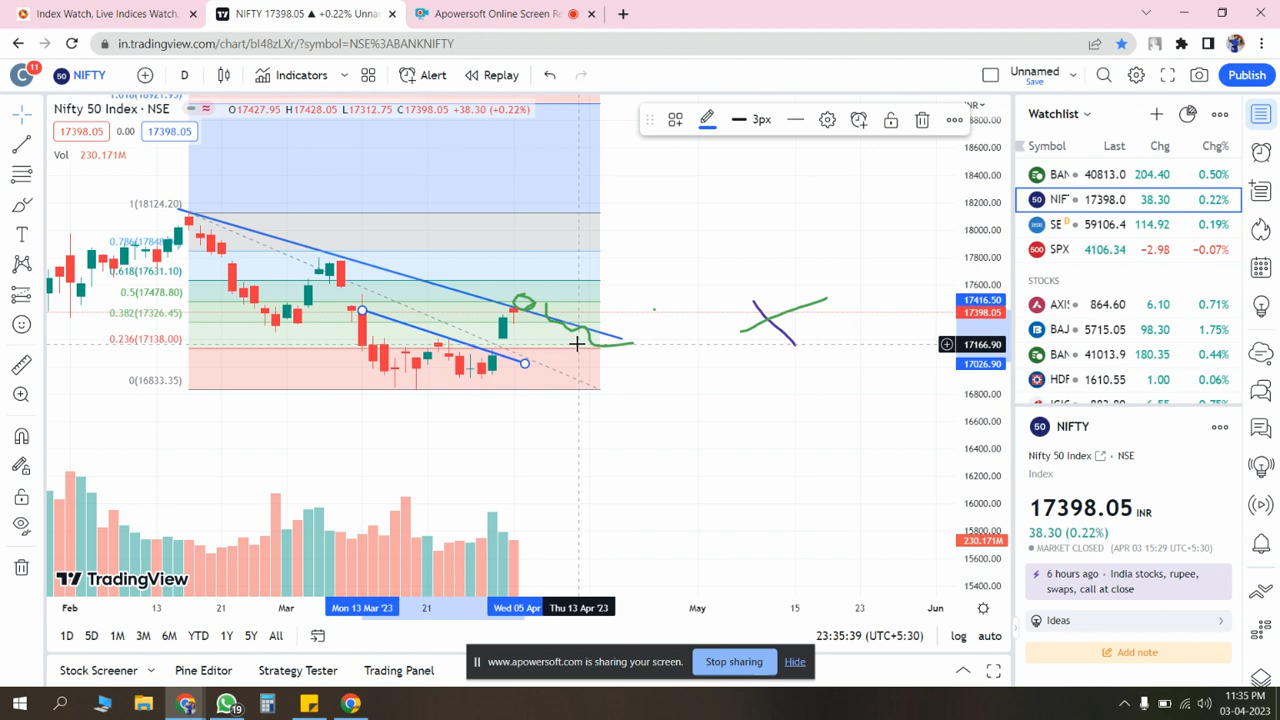 Index Watch, Live Indices Watch,
NIFTY 17398.05 ▲ +0.22% Unna
Apowersoft Online Screen Re
in.tradingview.com/chart/bI48zLXr/?symbol=NSE%3ABANKNIFTY
11
50 NIFTY
D
Indicators
Alert
Replay
Unnamed
Save
Publish
1.618(18921.95)
Nifty 50 Index · NSE
O17427.95 H17428.05 L17312.75 C17398.05 +38.30 (+0.22%)
17398.05 0.00 17398.05
Vol 230.171M
3px
INR
1(18124.20)
0.618(17631.10)
0.5(17478.80)
0.382(17326.45)
0.236(17138.00)
0(16833.35)
18800.00
18600.00
18400.00
18200.00
18000.00
17800.00
17600.00
17416.50
17398.05
17166.90
17026.90
16800.00
16600.00
16400.00
16200.00
16000.00
15800.00
230.171M
15600.00
15400.00
TradingView
Feb 13 21 Mar Mon 13 Mar '23 21 Wed 05 Apr Thu 13 Apr '23 May 15 23 Jun
1D 5D 1M 3M 6M YTD 1Y 5Y All
23:35:39 (UTC+5:30)
log auto
Stock Screener
Pine Editor
Strategy Tester
Trading Panel
www.apowersoft.com is sharing your screen.
Stop sharing
Hide
Watchlist
Symbol Last Chg Chg%
BAN 40813.0 204.40 0.50%
50 NIF 17398.0 38.30 0.22%
SE D 59106.4 114.92 0.19%
500 SPX 4106.34 −2.98 −0.07%
STOCKS
AXIS 864.60 6.10 0.71%
BAJ 5715.05 98.30 1.75%
BAN 41013.9 180.35 0.44%
HDF 1610.55 1.00 0.06%
50 NIFTY
Nifty 50 Index · NSE
Index
17398.05 INR
38.30 (0.22%)
MARKET CLOSED (APR 03 15:29 UTC+5:30)
6 hours ago · India stocks, rupee,
swaps, call at close
Ideas
Add note
19
11:35 PM
03-04-2023